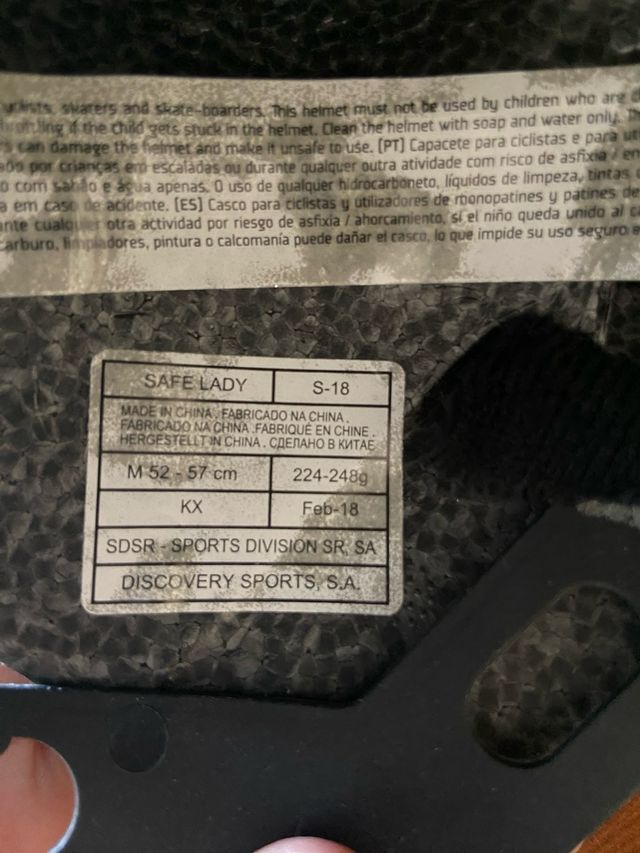 skaters and skate-boarders. This helmet must not be used by children who are
if the child gets stuck in the helmet. Clean the helmet with soap and water only.
can damage the helmet and make it unsafe to use. [PT] Capacete para ciclistas e para
por crianças em escaladas ou durante qualquer outra atividade com risco de asfixia /
o com sabão e água apenas. O uso de qualquer hidrocarboneto, líquidos de limpeza, tintas
a em caso de acidente. [ES] Casco para ciclistas y utilizadores de monopatines y patines de
cualquier otra actividad por riesgo de asfixia / ahorcamiento, sí el niño queda unido al
carburo, limpiadores, pintura o calcomanía puede dañar el casco, lo que impide su uso seguro e
SAFE LADY S-18
MADE IN CHINA . FABRICADO NA CHINA .
FABRICADO NA CHINA .FABRIQUÉ EN CHINE .
HERGESTELLT IN CHINA . СДЕЛАНО В КИТАЕ
M 52 - 57 cm 224-248g
KX Feb-18
SDSR - SPORTS DIVISION SR, SA
DISCOVERY SPORTS, S.A.